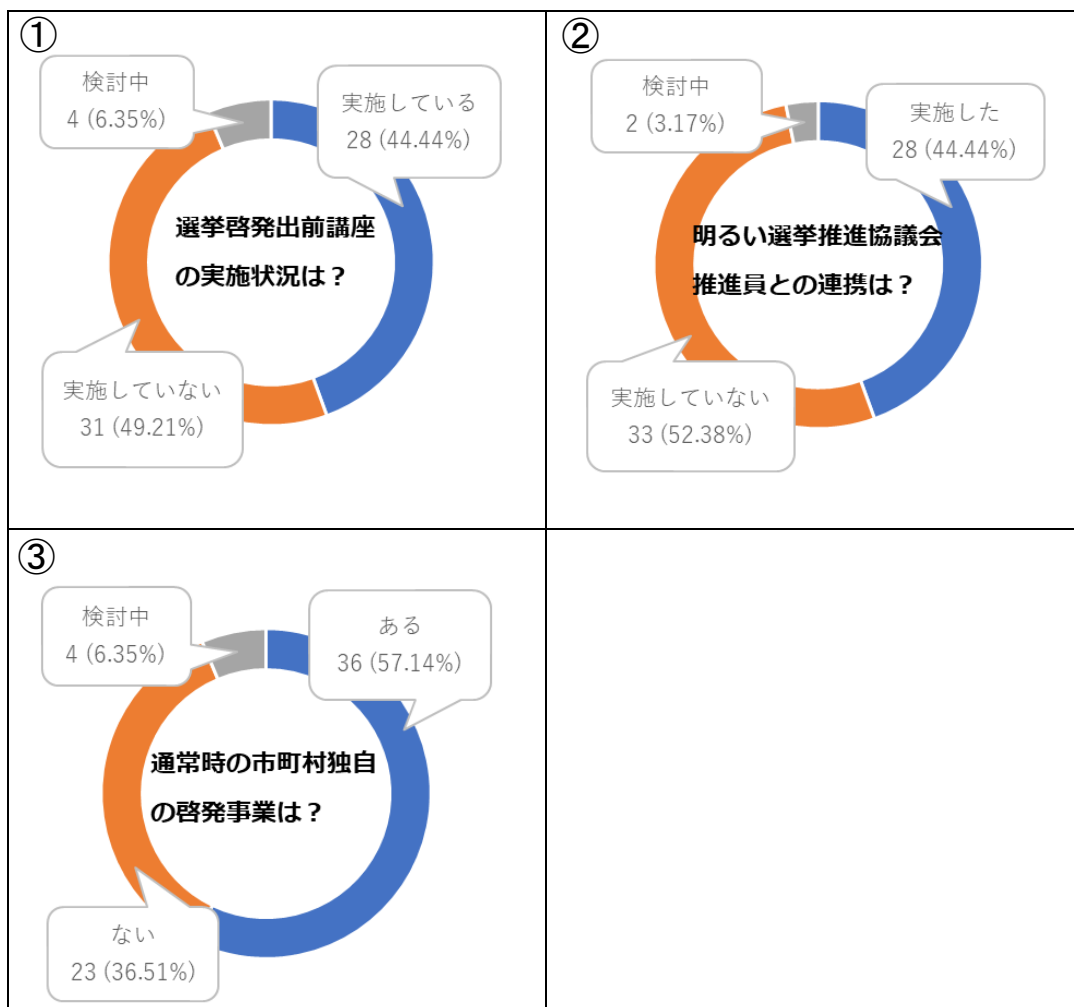 ①
検討中
4 (6.35%)
実施している
28 (44.44%)
選挙啓発出前講座
の実施状況は？
実施していない
31 (49.21%)
②
検討中
2 (3.17%)
実施した
28 (44.44%)
明るい選挙推進協議会
推進員との連携は？
実施していない
33 (52.38%)
③
検討中
4 (6.35%)
ある
36 (57.14%)
通常時の市町村独自
の啓発事業は？
ない
23 (36.51%)